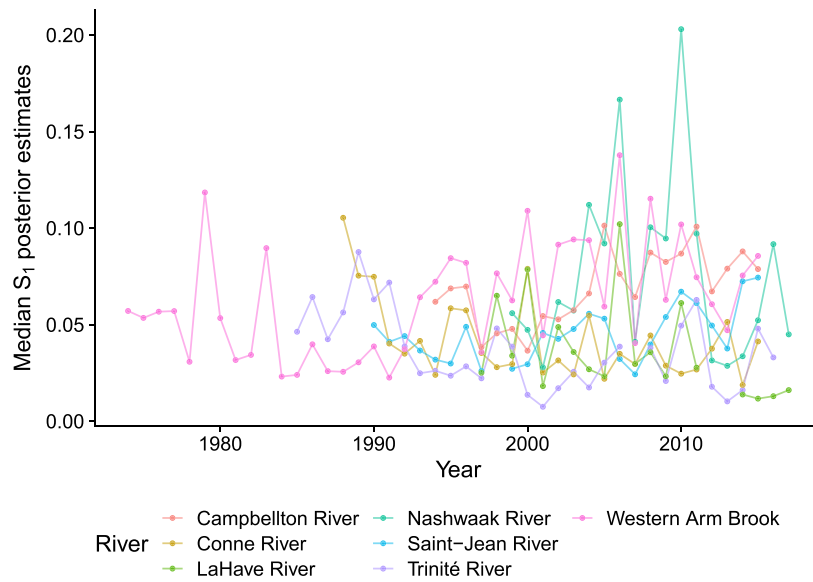 Median S₁ posterior estimates
0.20
0.15
0.10
0.05
0.00
1980 1990 2000 2010
Year
River
Campbellton River Nashwaak River Western Arm Brook
Conne River Saint−Jean River
LaHave River Trinité River